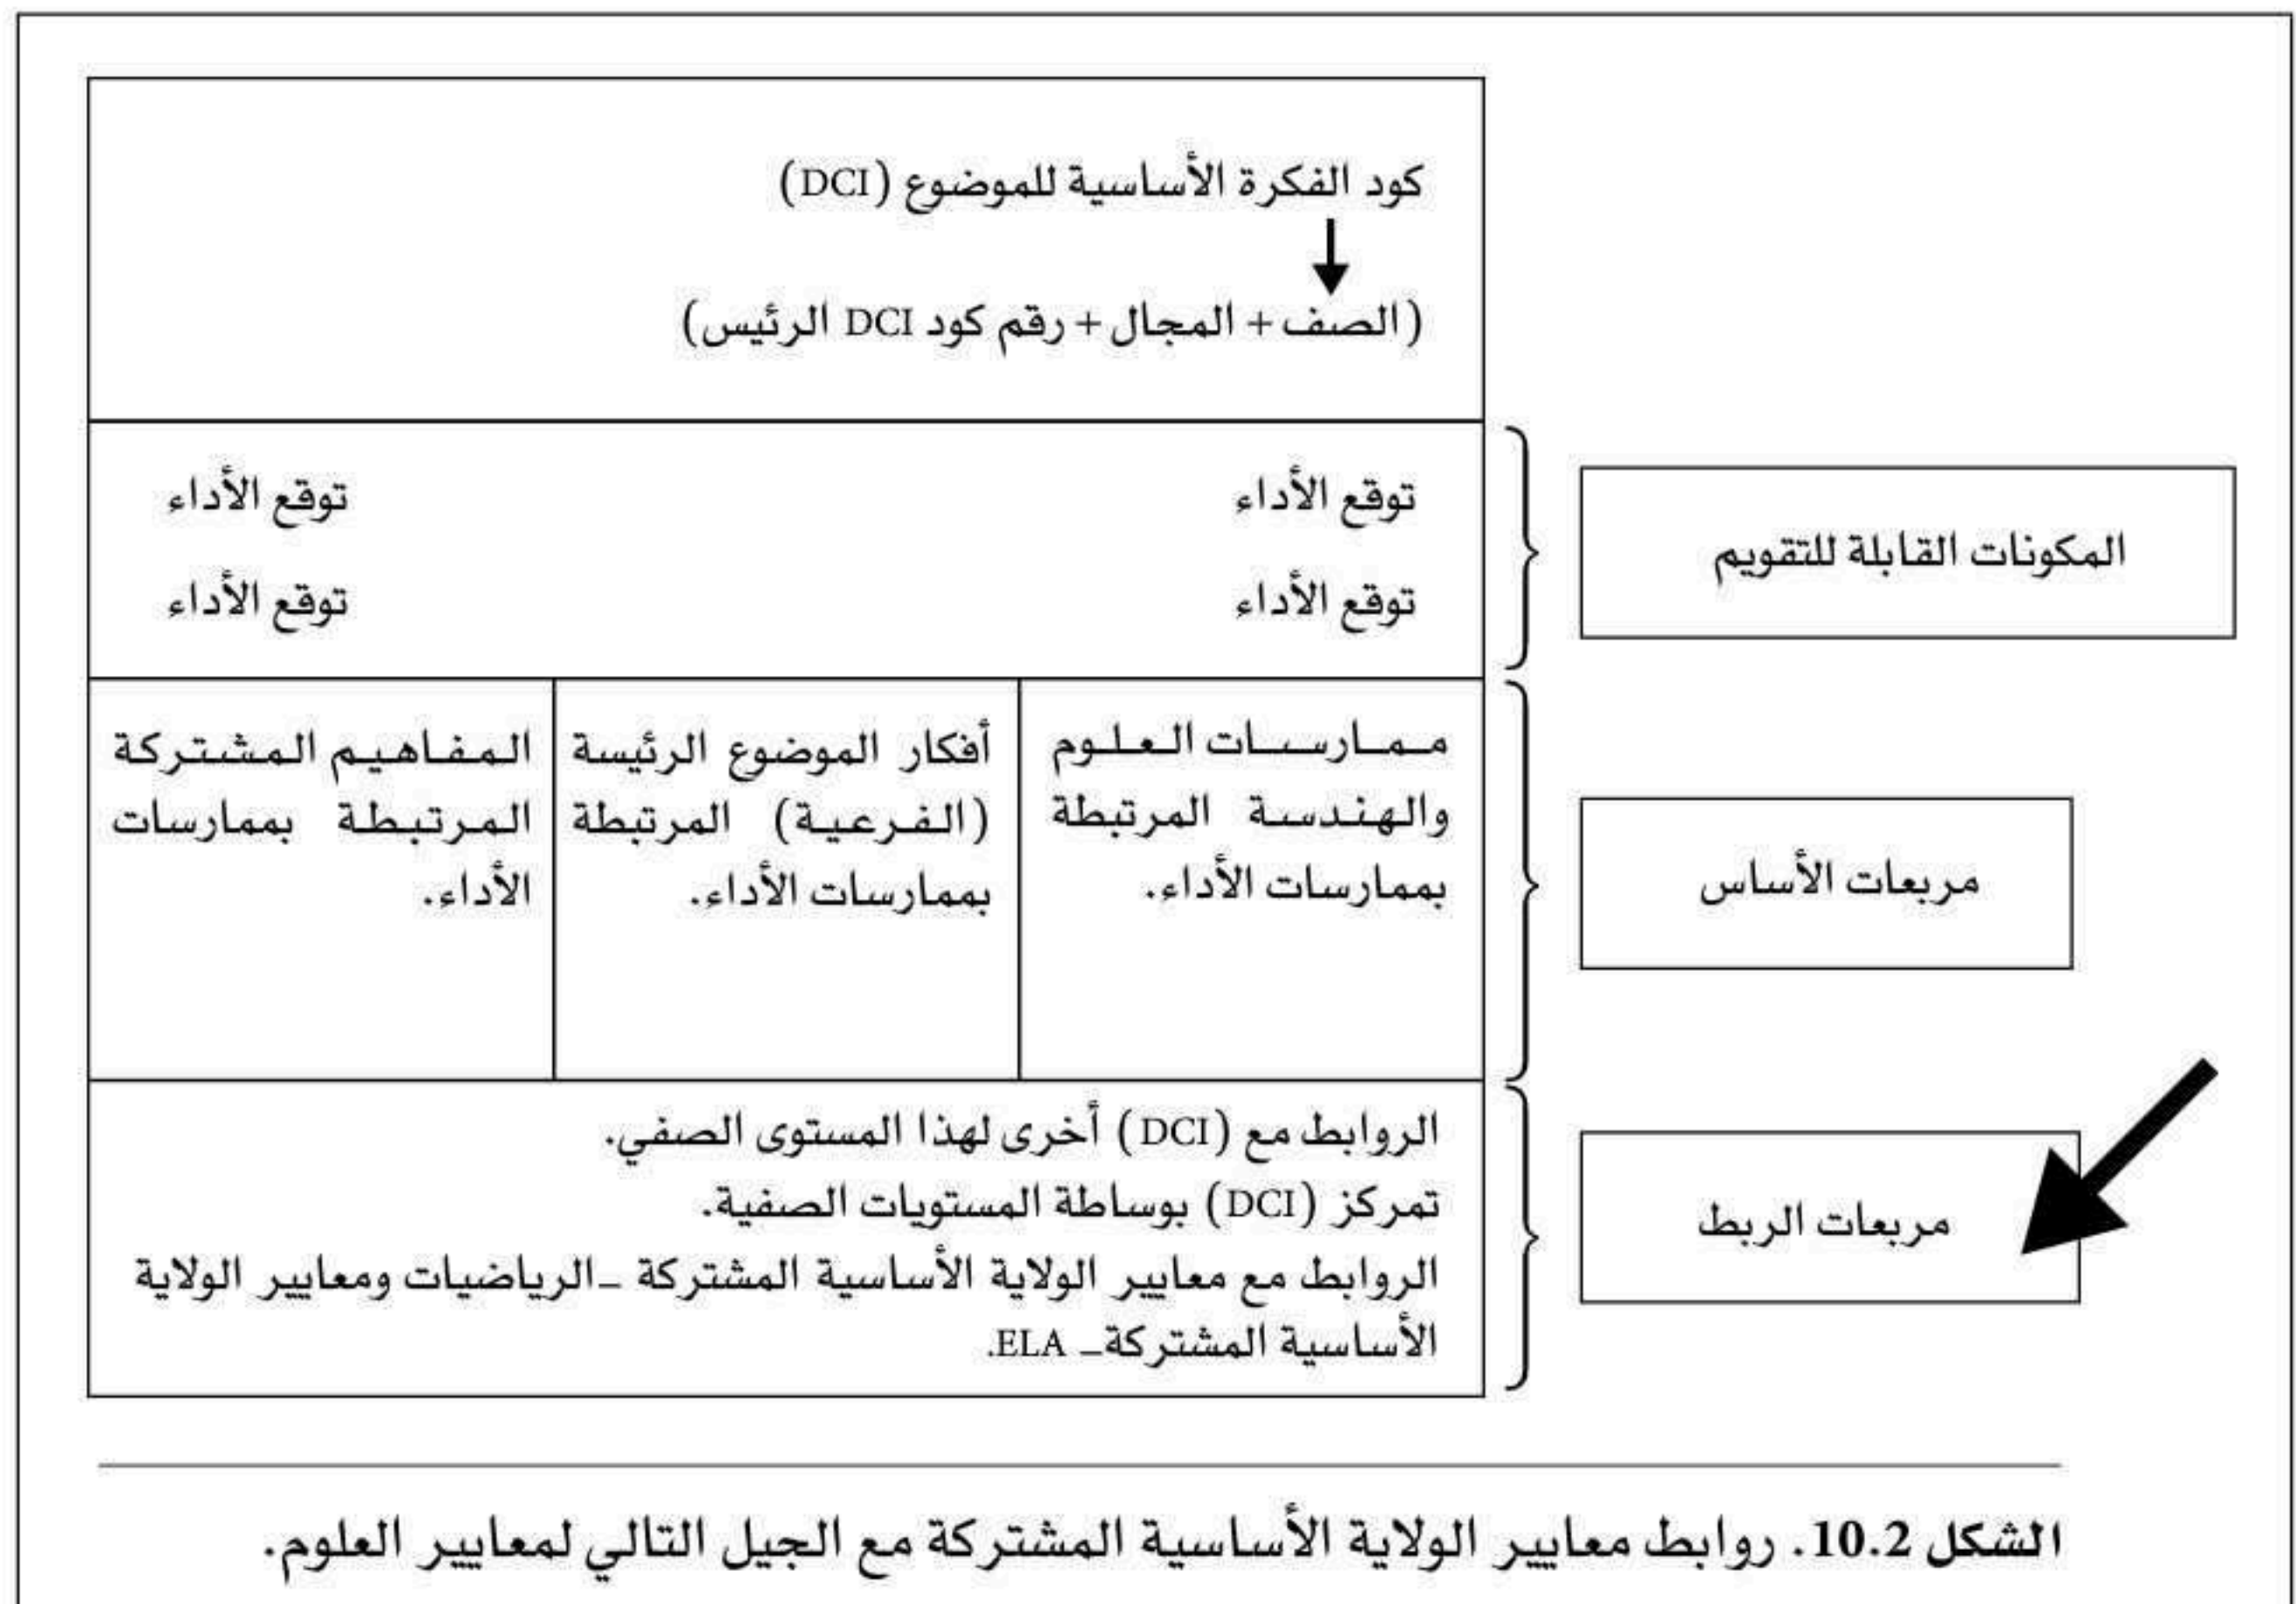 كود الفكرة الأساسية للموضوع (DCI)
(الصف + المجال + رقم كود DCI الرئيس)
المكونات القابلة للتقويم
توقع الأداء
توقع الأداء
توقع الأداء
توقع الأداء
مربعات الأساس
ممارسات العلوم
والهندسة المرتبطة
بممارسات الأداء.
أفكار الموضوع الرئيسة
(الفرعية) المرتبطة
بممارسات الأداء.
المفاهيم المشتركة
المرتبطة بممارسات
الأداء.
مربعات الربط
الروابط مع (DCI) أخرى لهذا المستوى الصفي.
تمركز (DCI) بوساطة المستويات الصفية.
الروابط مع معايير الولاية الأساسية المشتركة ـ الرياضيات ومعايير الولاية
الأساسية المشتركة ـ ELA.
الشكل 10.2. روابط معايير الولاية الأساسية المشتركة مع الجيل التالي لمعايير العلوم.